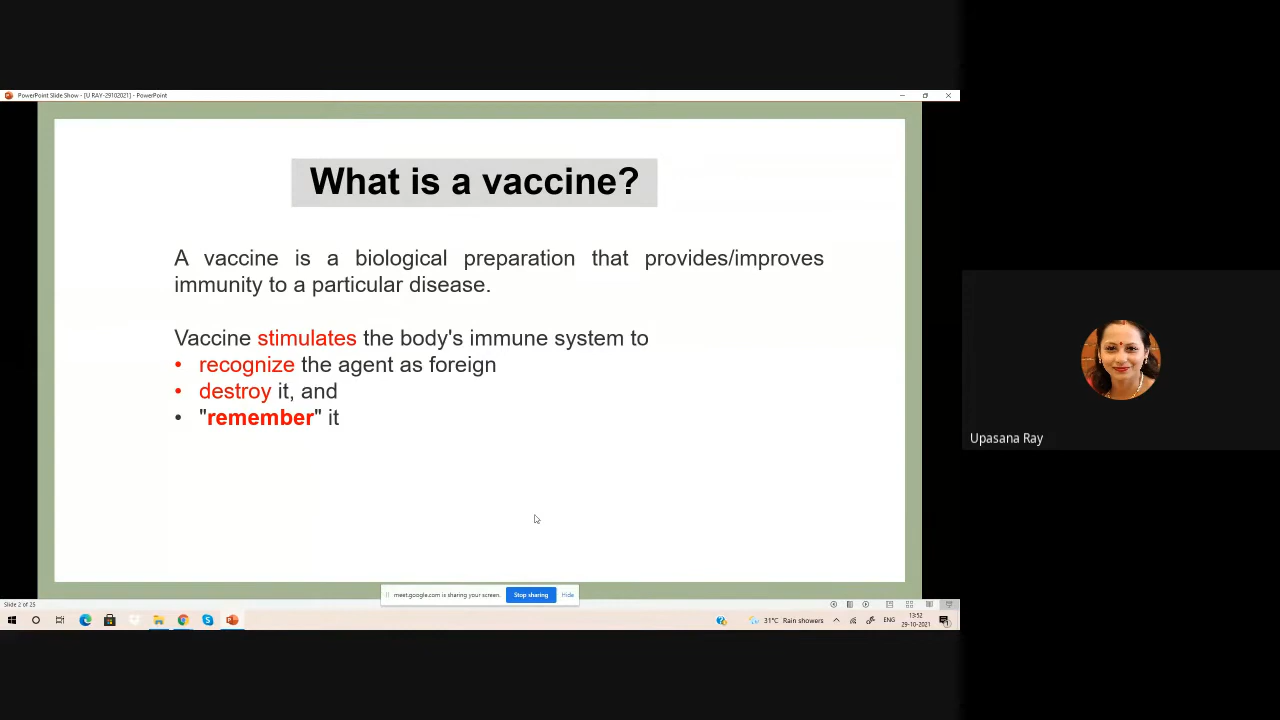 PowerPoint Slide Show - [U RAY-29102021] - PowerPoint
What is a vaccine?
A vaccine is a biological preparation that provides/improves
immunity to a particular disease.
Vaccine stimulates the body's immune system to
• recognize the agent as foreign
• destroy it, and
• "remember" it
Upasana Ray
meet.google.com is sharing your screen.
Stop sharing
Hide
Slide 2 of 25
31°C Rain showers
ENG
13:52
29-10-2021